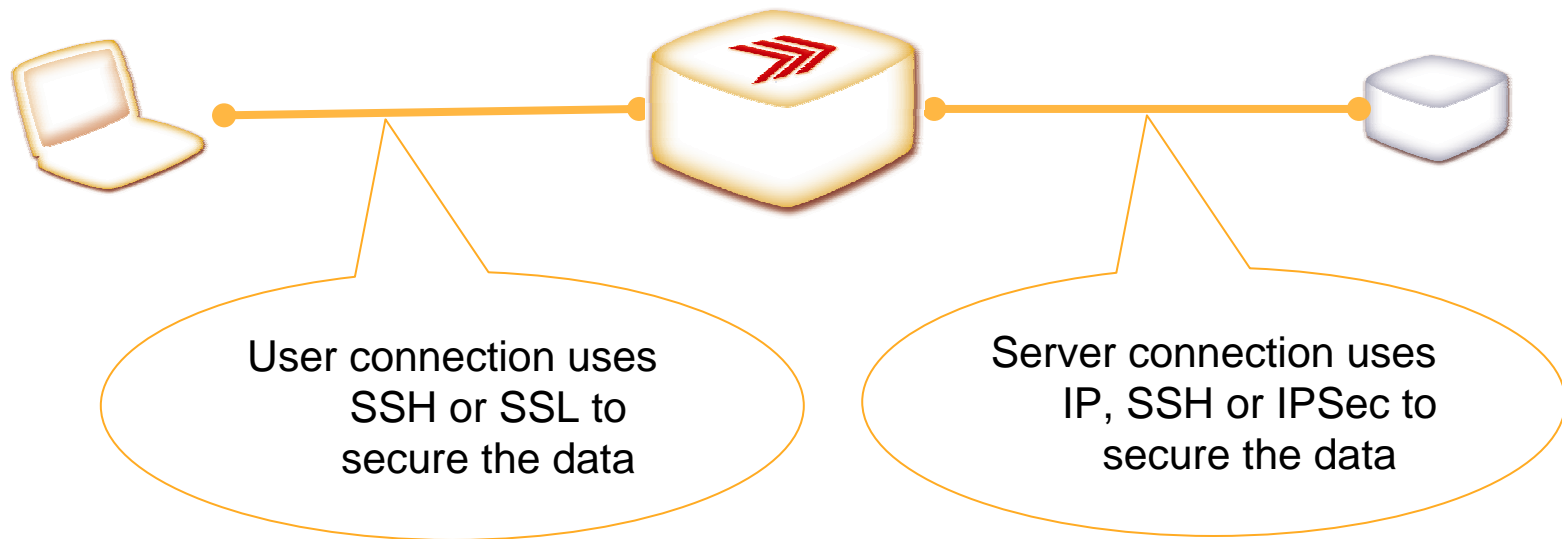 User connection uses
SSH or SSL to
secure the data
Server connection uses
IP, SSH or IPSec to
secure the data